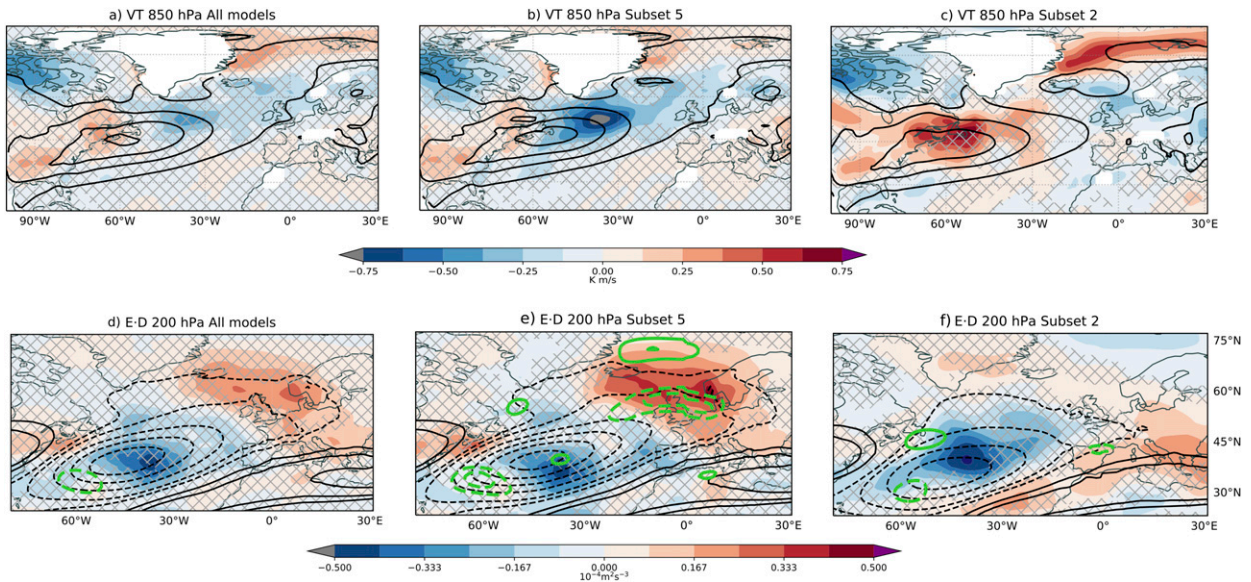 a) VT 850 hPa All models
b) VT 850 hPa Subset 5
c) VT 850 hPa Subset 2
90°W 60°W 30°W 0° 30°E
90°W 60°W 30°W 0° 30°E
90°W 60°W 30°W 0° 30°E
−0.75 −0.50 −0.25 0.00 0.25 0.50 0.75
K m/s
d) E·D 200 hPa All models
e) E·D 200 hPa Subset 5
f) E·D 200 hPa Subset 2
75°N
60°N
45°N
30°N
60°W 30°W 0° 30°E
60°W 30°W 0° 30°E
60°W 30°W 0° 30°E
−0.500 −0.333 −0.167 0.000 0.167 0.333 0.500
10⁻⁴m²s⁻³